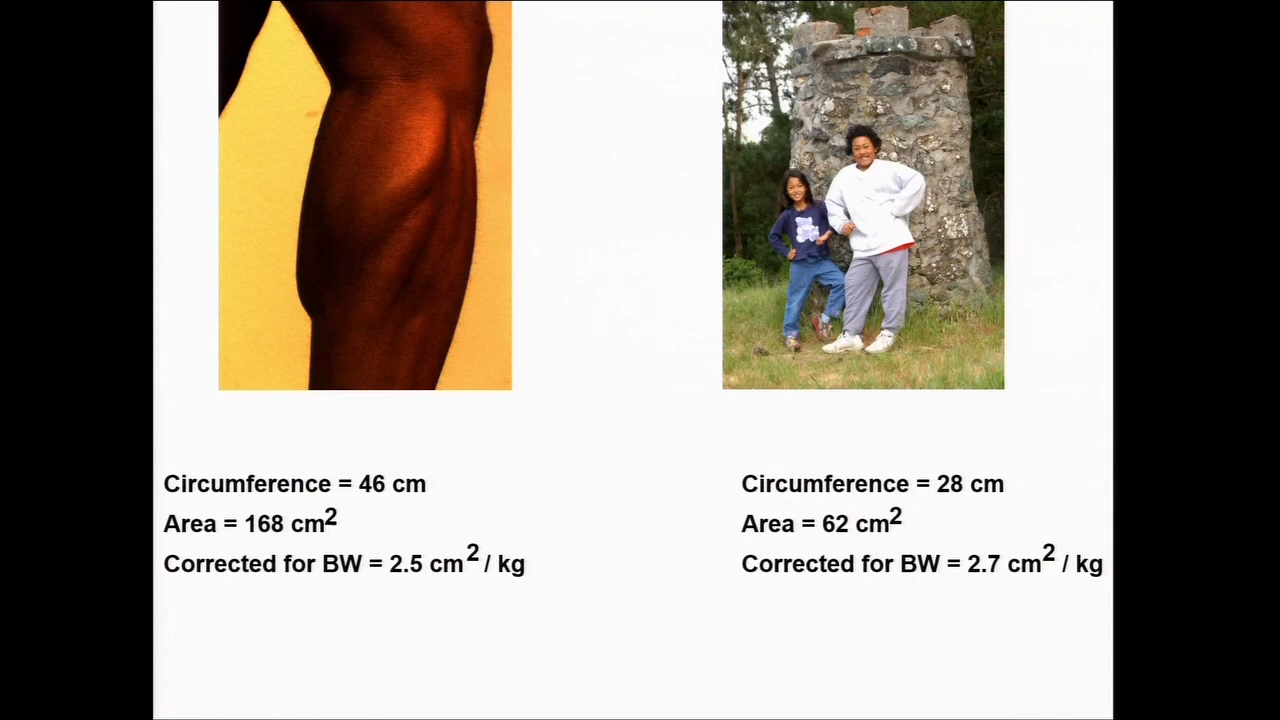 Circumference = 46 cm
Area = 168 cm²
Corrected for BW = 2.5 cm² / kg
Circumference = 28 cm
Area = 62 cm²
Corrected for BW = 2.7 cm² / kg